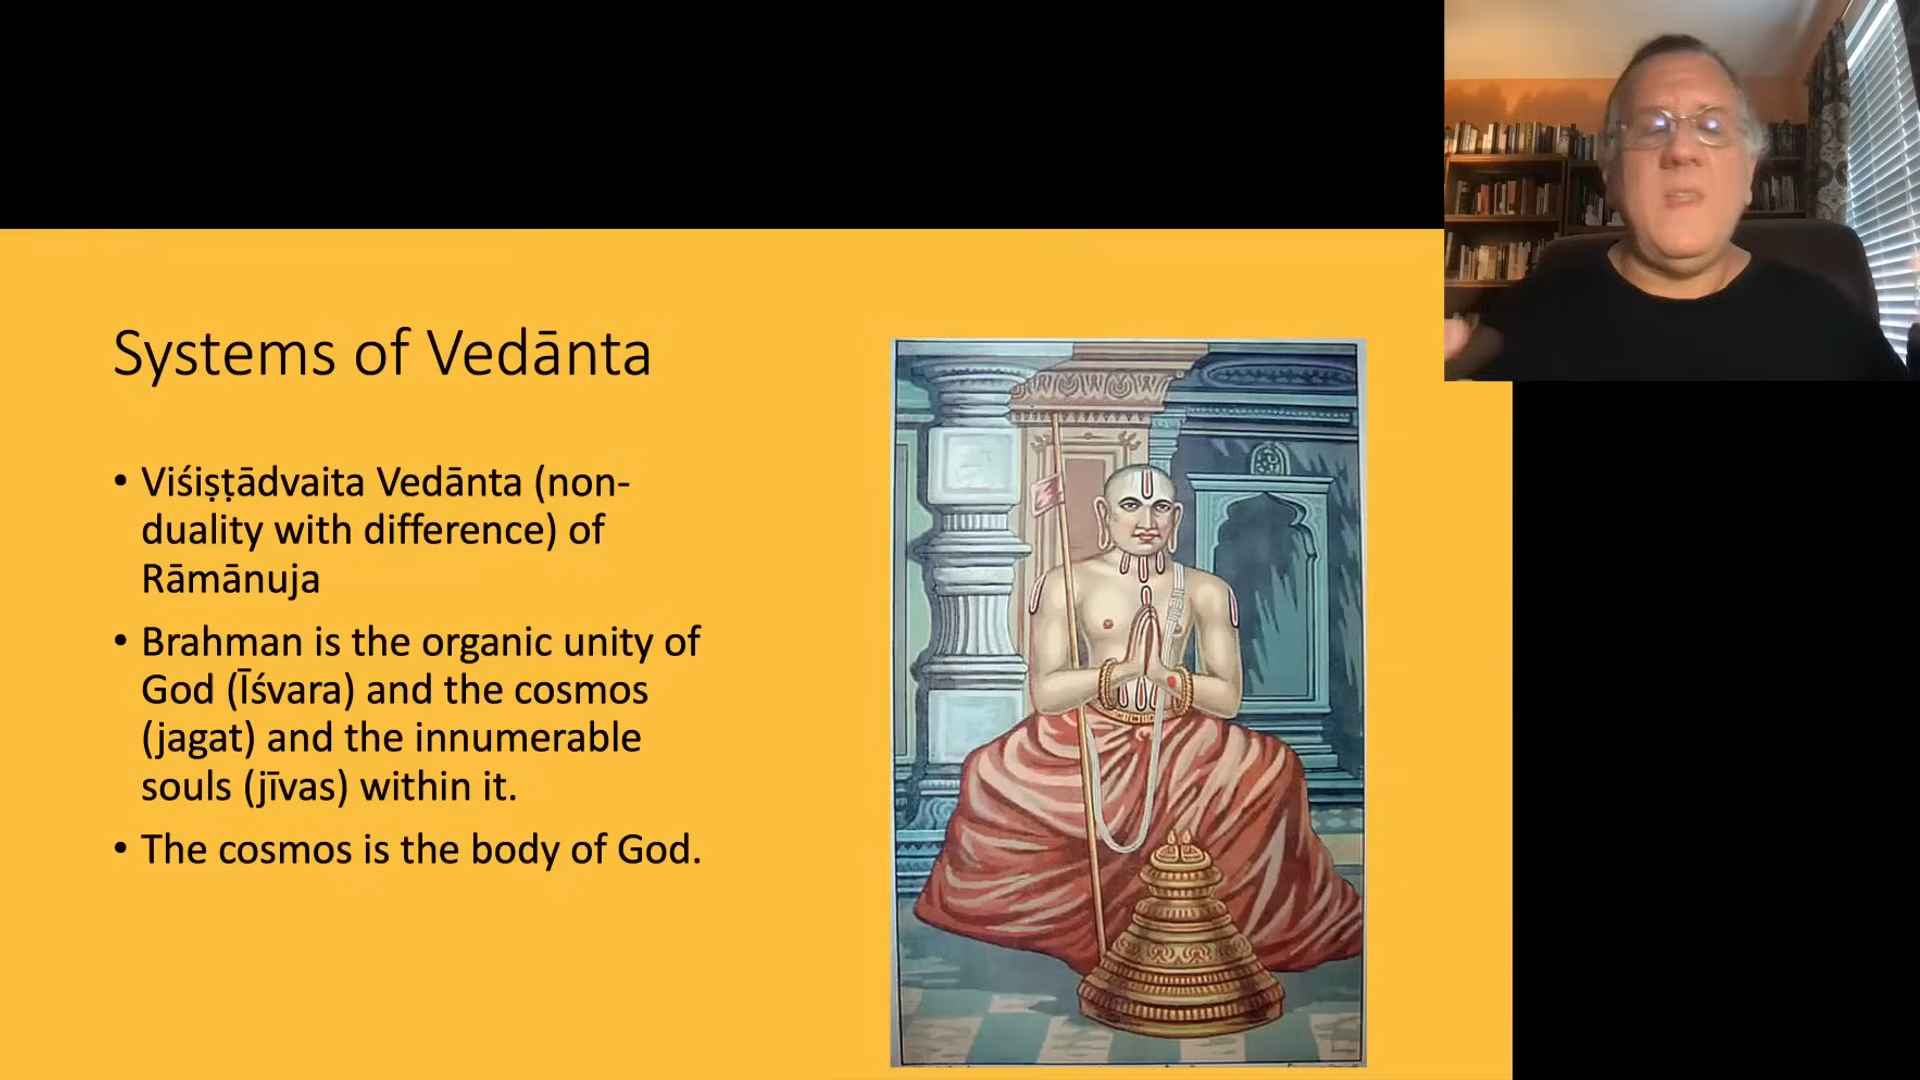 Systems of Vedānta
• Viśiṣṭādvaita Vedānta (non-
duality with difference) of
Rāmānuja
• Brahman is the organic unity of
God (Īśvara) and the cosmos
(jagat) and the innumerable
souls (jīvas) within it.
• The cosmos is the body of God.